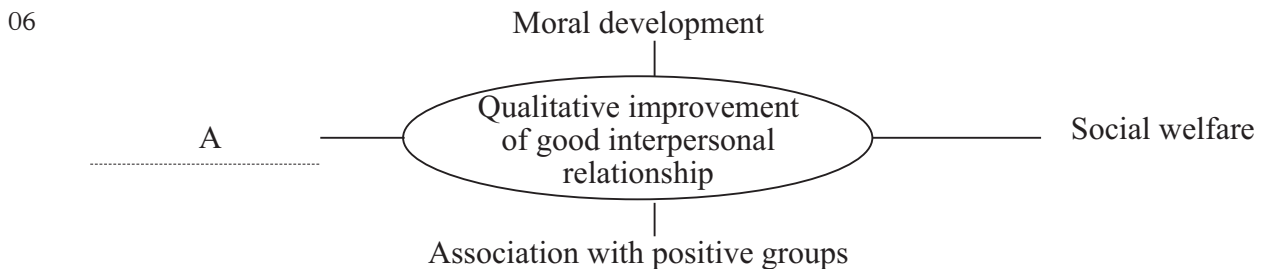 06
Moral development
Qualitative improvement
of good interpersonal
relationship
A
Social welfare
Association with positive groups